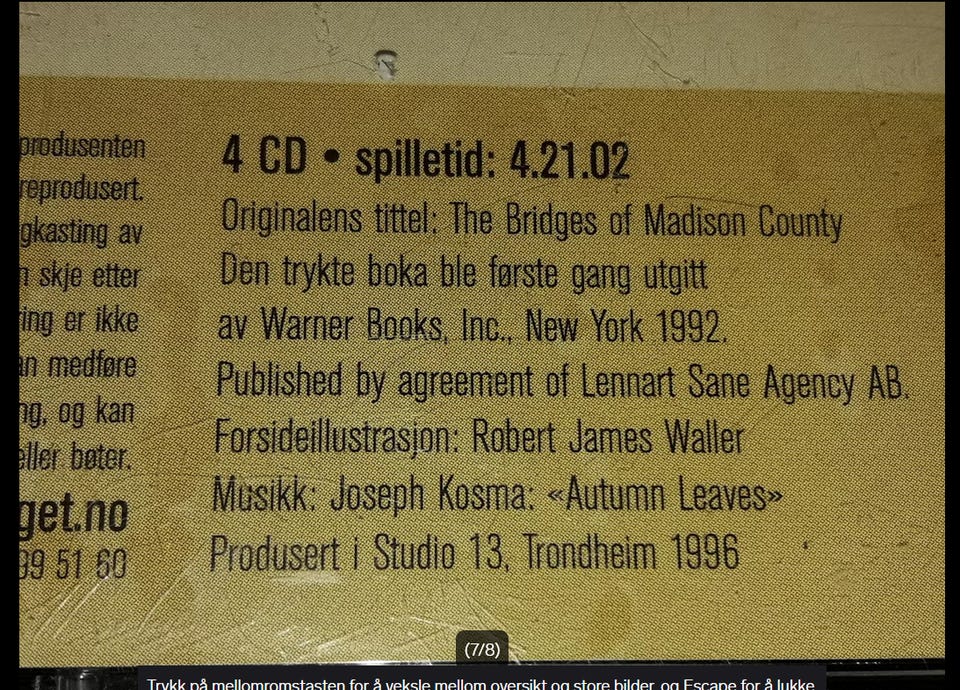 produsenten
reprodusert.
gkasting av
skje etter
ing er ikke
medføre
og kan
eller bøter.
get.no
99 51 60
4 CD • spilletid: 4.21.02
Originalens tittel: The Bridges of Madison County
Den trykte boka ble første gang utgitt
av Warner Books, Inc., New York 1992.
Published by agreement of Lennart Sane Agency AB.
Forsideillustrasjon: Robert James Waller
Musikk: Joseph Kosma: «Autumn Leaves»
Produsert i Studio 13, Trondheim 1996
(7/8)
Trykk på mellomromstasten for å veksle mellom oversikt og store bilder, og Escape for å lukke